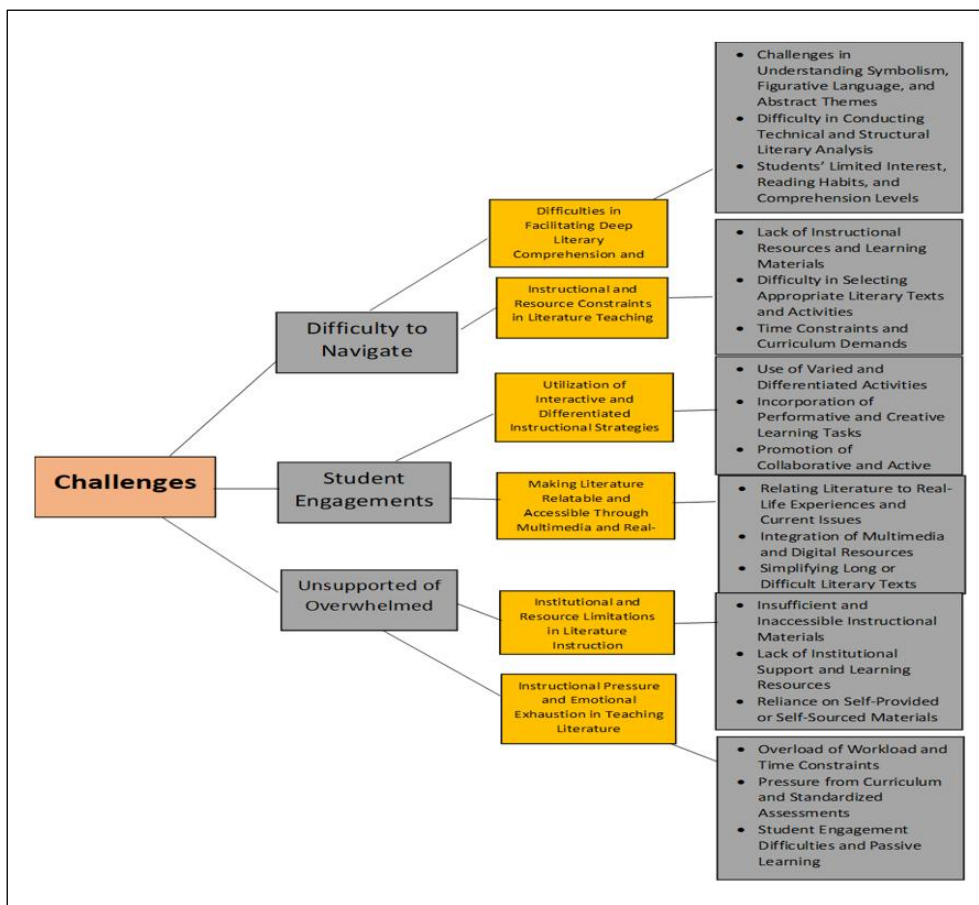 Challenges
Difficulty to
Navigate
Difficulties in
Facilitating Deep
Literary
Comprehension and
• Challenges in
Understanding Symbolism,
Figurative Language, and
Abstract Themes
• Difficulty in Conducting
Technical and Structural
Literary Analysis
• Students’ Limited Interest,
Reading Habits, and
Comprehension Levels
Instructional and
Resource Constraints
in Literature Teaching
• Lack of Instructional
Resources and Learning
Materials
• Difficulty in Selecting
Appropriate Literary Texts
and Activities
• Time Constraints and
Curriculum Demands
Student
Engagements
Utilization of
Interactive and
Differentiated
Instructional Strategies
• Use of Varied and
Differentiated Activities
• Incorporation of
Performative and Creative
Learning Tasks
• Promotion of
Collaborative and Active
Making Literature
Relatable and
Accessible Through
Multimedia and Real-
• Relating Literature to Real-
Life Experiences and
Current Issues
• Integration of Multimedia
and Digital Resources
• Simplifying Long or
Difficult Literary Texts
Unsupported of
Overwhelmed
Institutional and
Resource Limitations
in Literature
Instruction
• Insufficient and
Inaccessible Instructional
Materials
• Lack of Institutional
Support and Learning
Resources
• Reliance on Self-Provided
or Self-Sourced Materials
Instructional Pressure
and Emotional
Exhaustion in Teaching
Literature
• Overload of Workload and
Time Constraints
• Pressure from Curriculum
and Standardized
Assessments
• Student Engagement
Difficulties and Passive
Learning